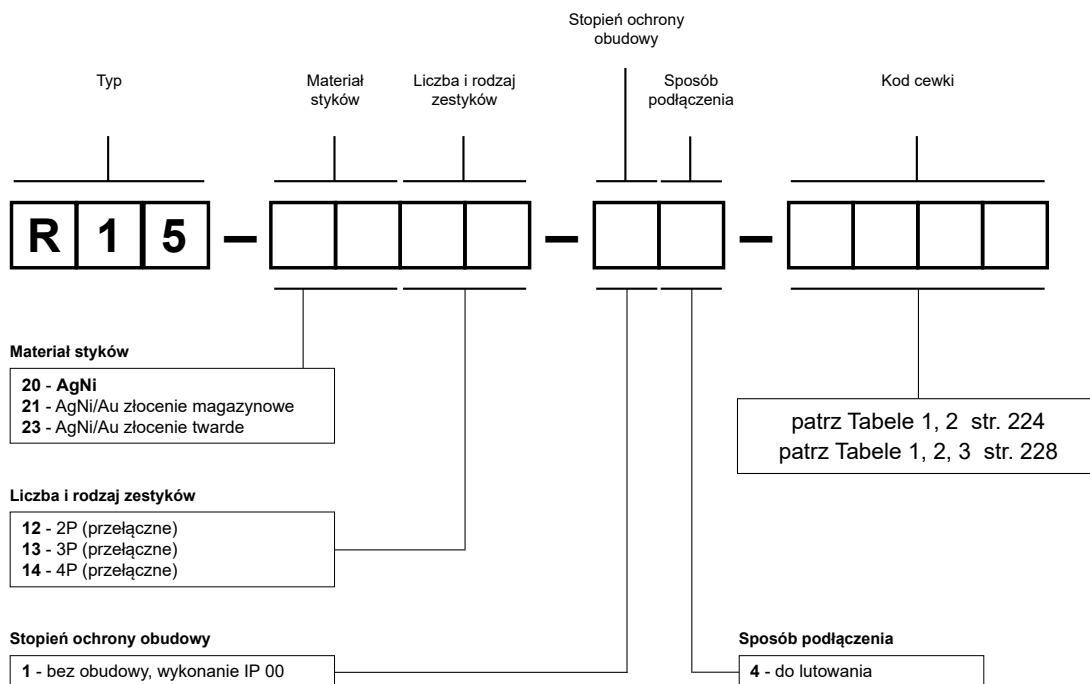 Stopień ochrony
obudowy
Typ
Materiał
styków
Liczba i rodzaj
zestyków
Sposób
podłączenia
Kod cewki
R 1 5 – – –
Materiał styków
20 - AgNi
21 - AgNi/Au złocenie magazynowe
23 - AgNi/Au złocenie twarde
patrz Tabele 1, 2 str. 224
patrz Tabele 1, 2, 3 str. 228
Liczba i rodzaj zestyków
12 - 2P (przełączne)
13 - 3P (przełączne)
14 - 4P (przełączne)
Stopień ochrony obudowy
1 - bez obudowy, wykonanie IP 00
Sposób podłączenia
4 - do lutowania